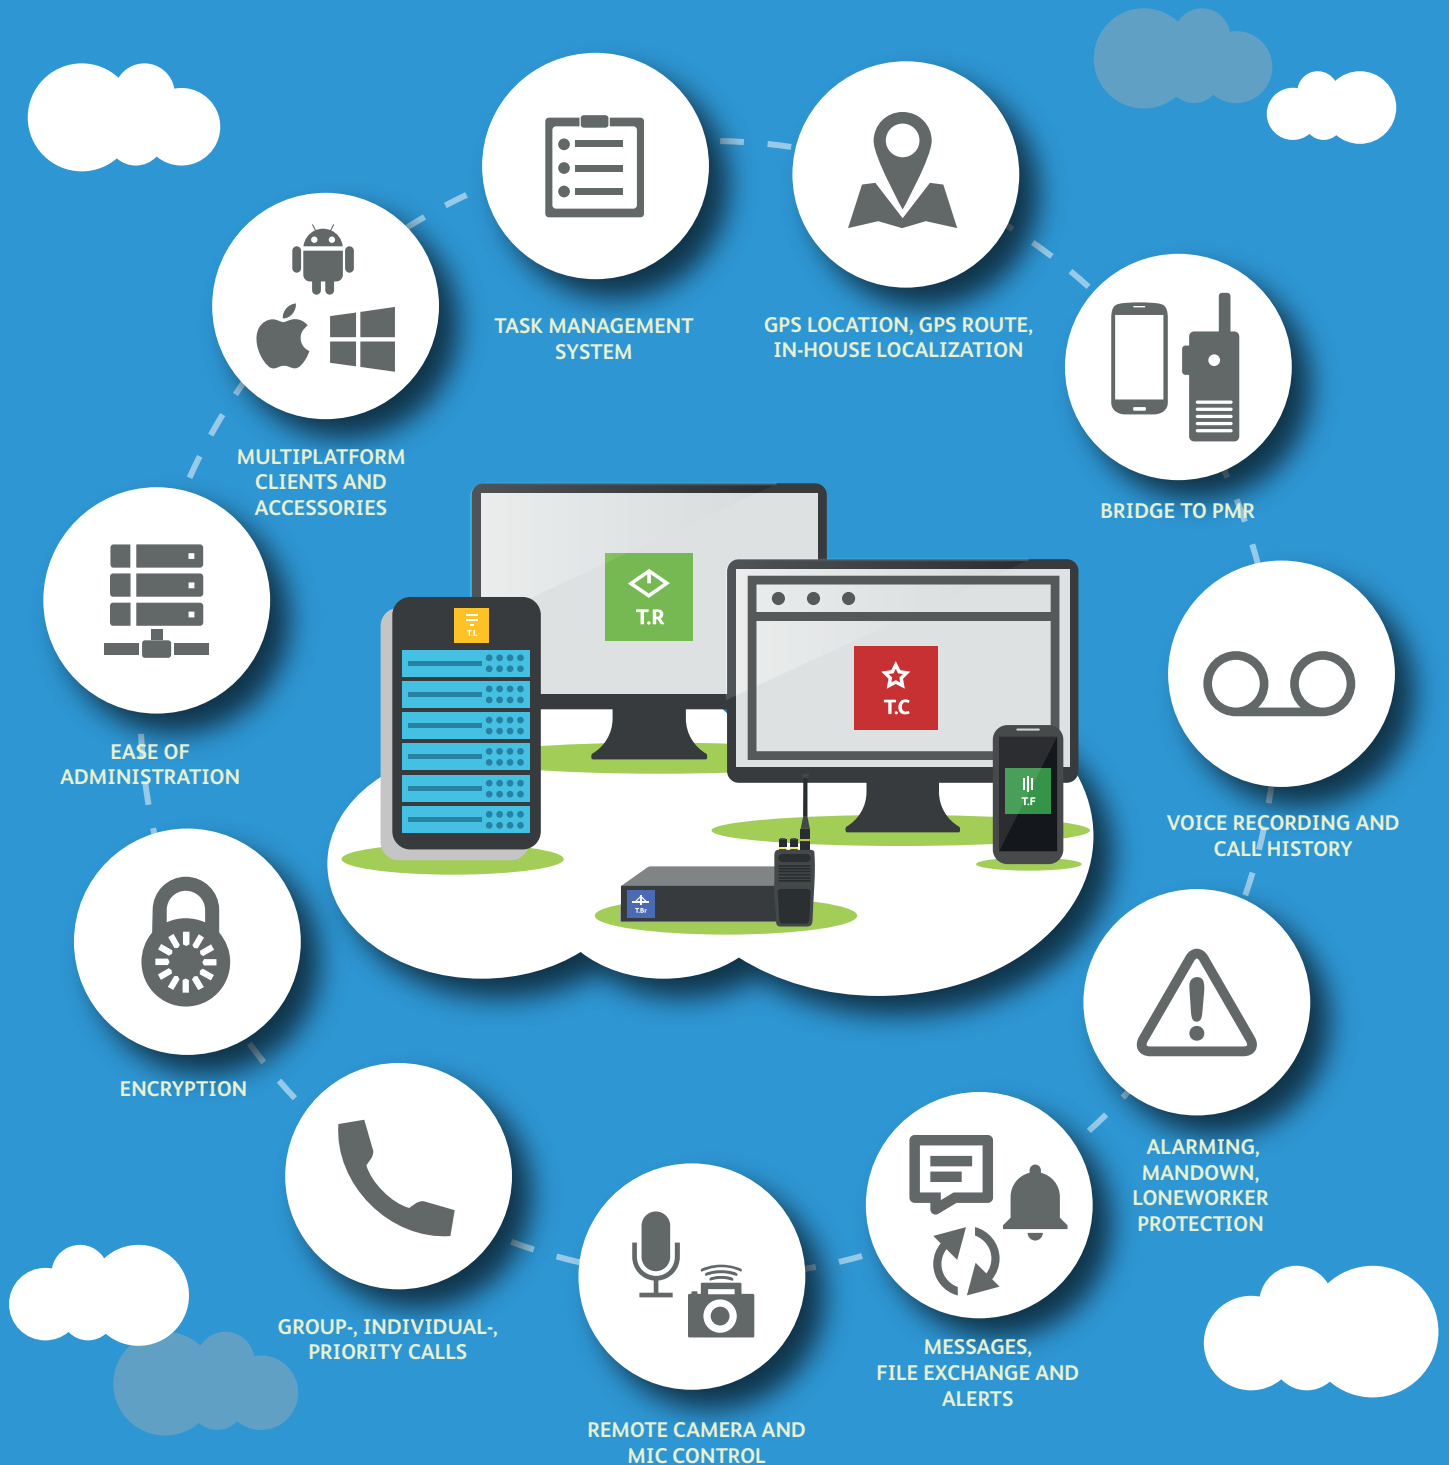 TASK MANAGEMENT
SYSTEM
GPS LOCATION, GPS ROUTE,
IN-HOUSE LOCALIZATION
MULTIPLATFORM
CLIENTS AND
ACCESSORIES
BRIDGE TO PMR
T.R
T.L
T.C
T.F
T.Br
EASE OF
ADMINISTRATION
VOICE RECORDING AND
CALL HISTORY
ENCRYPTION
ALARMING,
MANDOWN,
LONEWORKER
PROTECTION
GROUP-, INDIVIDUAL-,
PRIORITY CALLS
MESSAGES,
FILE EXCHANGE AND
ALERTS
REMOTE CAMERA AND
MIC CONTROL